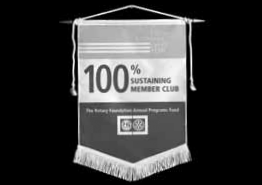 100%
SUSTAINING
MEMBER CLUB
The Rotary Foundation Annual Programs Fund